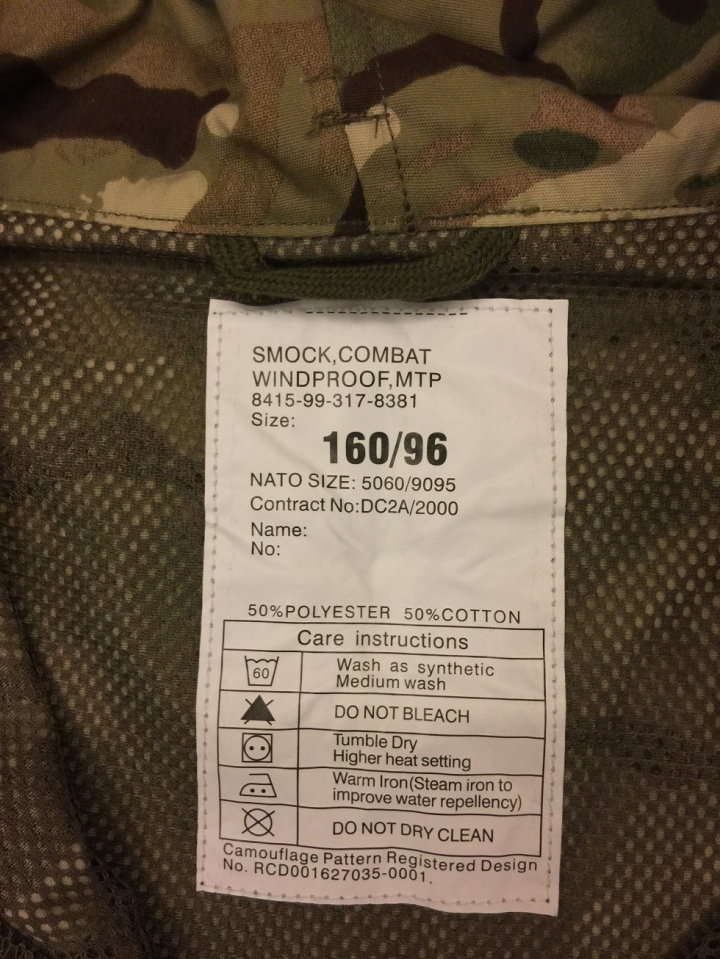 SMOCK,COMBAT
WINDPROOF,MTP
8415-99-317-8381
Size:
160/96
NATO SIZE: 5060/9095
Contract No:DC2A/2000
Name:
No:
50%POLYESTER 50%COTTON
Care instructions
60
Wash as synthetic
Medium wash
DO NOT BLEACH
Tumble Dry
Higher heat setting
Warm Iron(Steam iron to
improve water repellency)
DO NOT DRY CLEAN
Camouflage Pattern Registered Design
No. RCD001627035-0001.